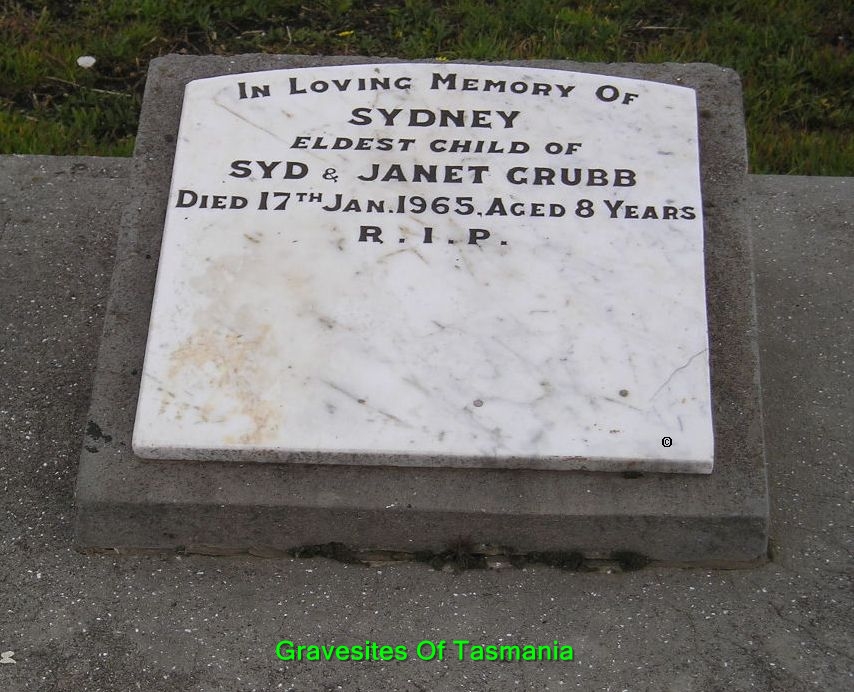 In Loving Memory Of
SYDNEY
ELDEST CHILD OF
SYD & JANET GRUBB
Died 17TH Jan. 1965, Aged 8 Years
R. I. P.
©
Gravesites Of Tasmania